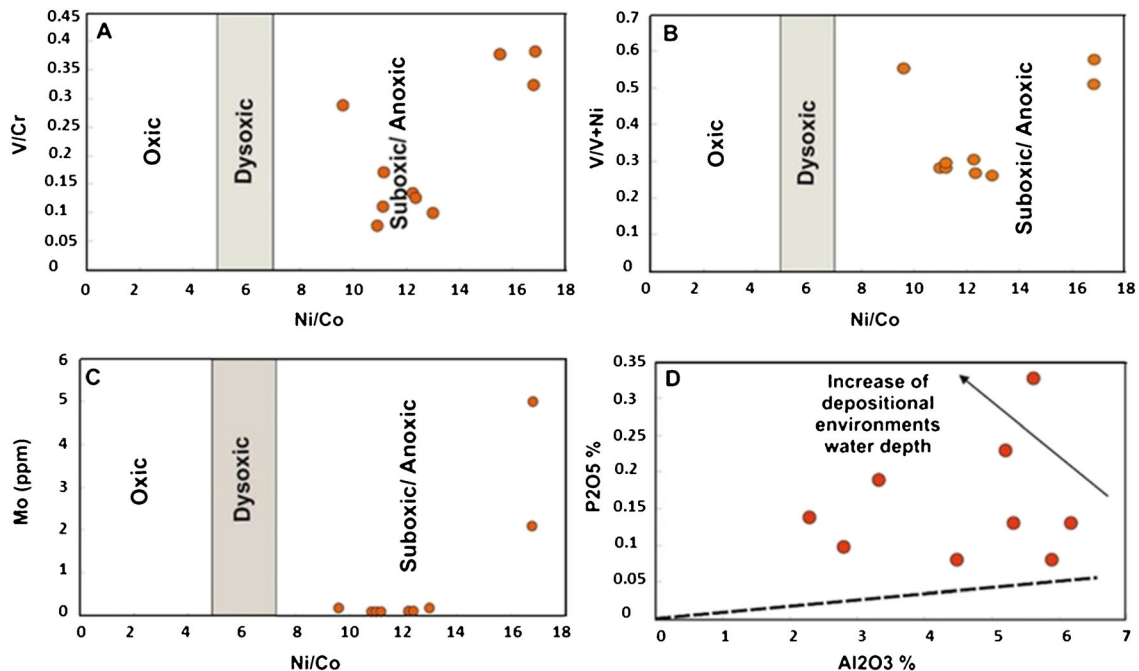 A
V/Cr
0.45
0.4
0.35
0.3
0.25
0.2
0.15
0.1
0.05
0
Oxic
Dysoxic
Suboxic/ Anoxic
0 2 4 6 8 10 12 14 16 18
Ni/Co
B
V/V+Ni
0.7
0.6
0.5
0.4
0.3
0.2
0.1
0
Oxic
Dysoxic
Suboxic/ Anoxic
0 2 4 6 8 10 12 14 16 18
Ni/Co
C
Mo (ppm)
6
5
4
3
2
1
0
Oxic
Dysoxic
Suboxic/ Anoxic
0 2 4 6 8 10 12 14 16 18
Ni/Co
D
P2O5 %
0.35
0.3
0.25
0.2
0.15
0.1
0.05
0
Increase of
depositional
environments
water depth
0 1 2 3 4 5 6 7
Al2O3 %